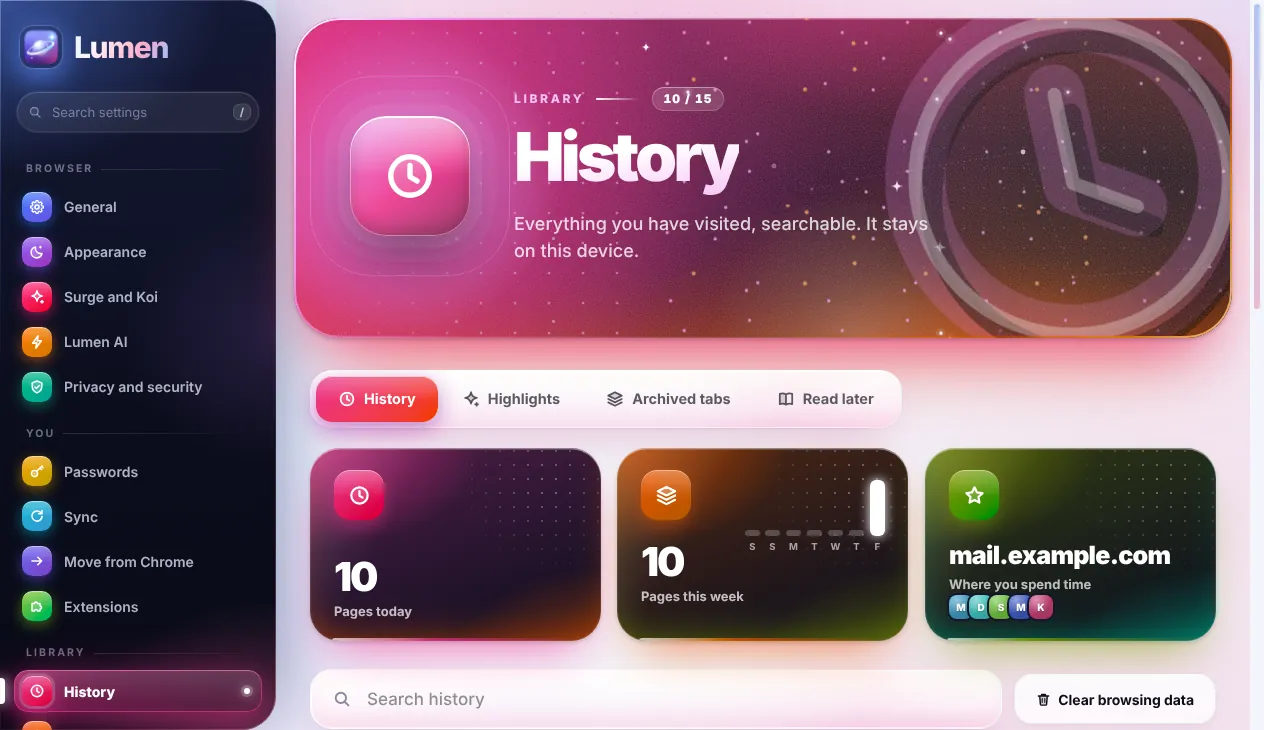 Lumen
Search settings
/
BROWSER
General
Appearance
Surge and Koi
Lumen AI
Privacy and security
YOU
Passwords
Sync
Move from Chrome
Extensions
LIBRARY
History
LIBRARY
10 / 15
History
Everything you have visited, searchable. It stays
on this device.
History
Highlights
Archived tabs
Read later
10
Pages today
S S M T W T F
10
Pages this week
mail.example.com
Where you spend time
M D S M K
Search history
Clear browsing data